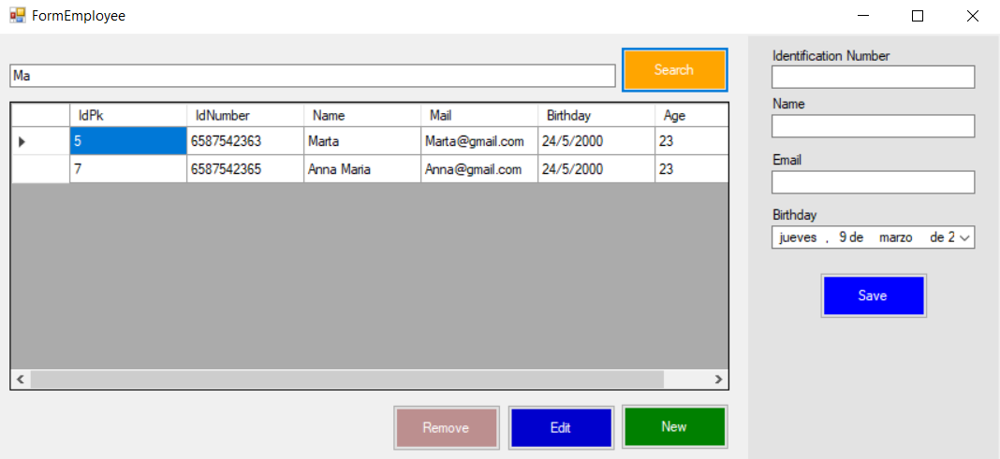 FormEmployee
Ma
Search
IdPk IdNumber Name Mail Birthday Age
5 6587542363 Marta Marta@gmail.com 24/5/2000 23
7 6587542365 Anna Maria Anna@gmail.com 24/5/2000 23
Remove Edit New
Identification Number
Name
Email
Birthday
jueves , 9 de marzo de 2
Save